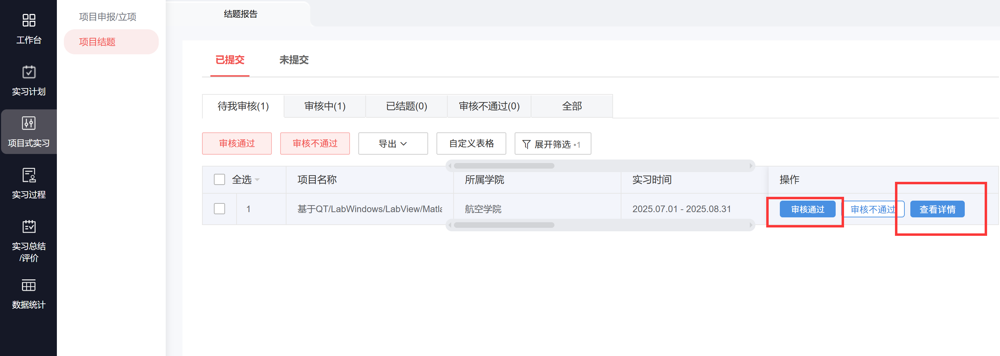 工作台
实习计划
项目式实习
实习过程
实习总结
/评价
数据统计
项目申报/立项
项目结题
结题报告
已提交 未提交
待我审核(1) 审核中(1) 已结题(0) 审核不通过(0) 全部
审核通过 审核不通过 导出 自定义表格 展开筛选 •1
全选 项目名称 所属学院 实习时间 操作
1 基于QT/LabWindows/LabView/Matla 航空学院 2025.07.01 - 2025.08.31 审核通过 审核不通过 查看详情